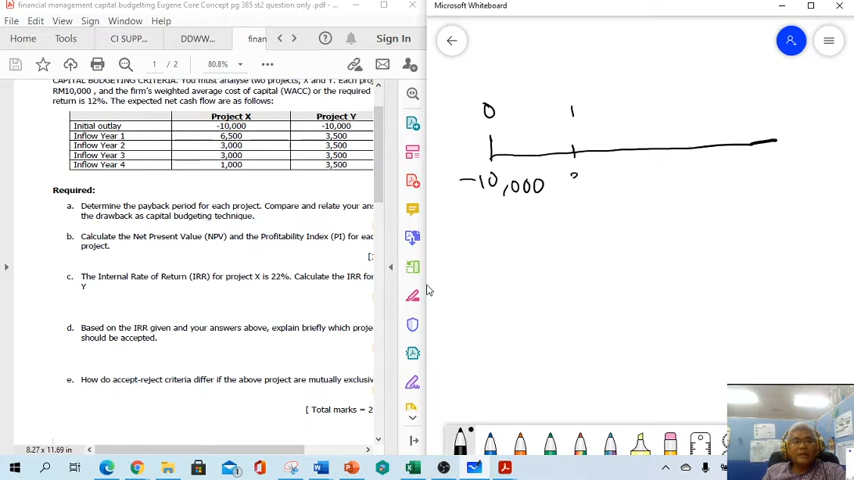 financial management capital budgetting Eugene Core Concept pg 385 st2 question only .pdf - ...
Microsoft Whiteboard
File Edit View Sign Window Help
Home Tools CI SUPP... DDWW... finan Sign In
1 / 2 80.8%
CAPITAL BUDGETING CRITERIA. You must analyse two projects, X and Y. Each proj
RM10,000 , and the firm's weighted average cost of capital (WACC) or the required
return is 12%. The expected net cash flow are as follows:
Project X Project Y
Initial outlay -10,000 -10,000
Inflow Year 1 6,500 3,500
Inflow Year 2 3,000 3,500
Inflow Year 3 3,000 3,500
Inflow Year 4 1,000 3,500
Required:
a. Determine the payback period for each project. Compare and relate your ans
the drawback as capital budgeting technique.
b. Calculate the Net Present Value (NPV) and the Profitability Index (PI) for eac
project.
[
c. The Internal Rate of Return (IRR) for project X is 22%. Calculate the IRR for
Y
d. Based on the IRR given and your answers above, explain briefly which proje
should be accepted.
e. How do accept-reject criteria differ if the above project are mutually exclusiv
[ Total marks = 2
8.27 x 11.69 in
0 1
-10,000